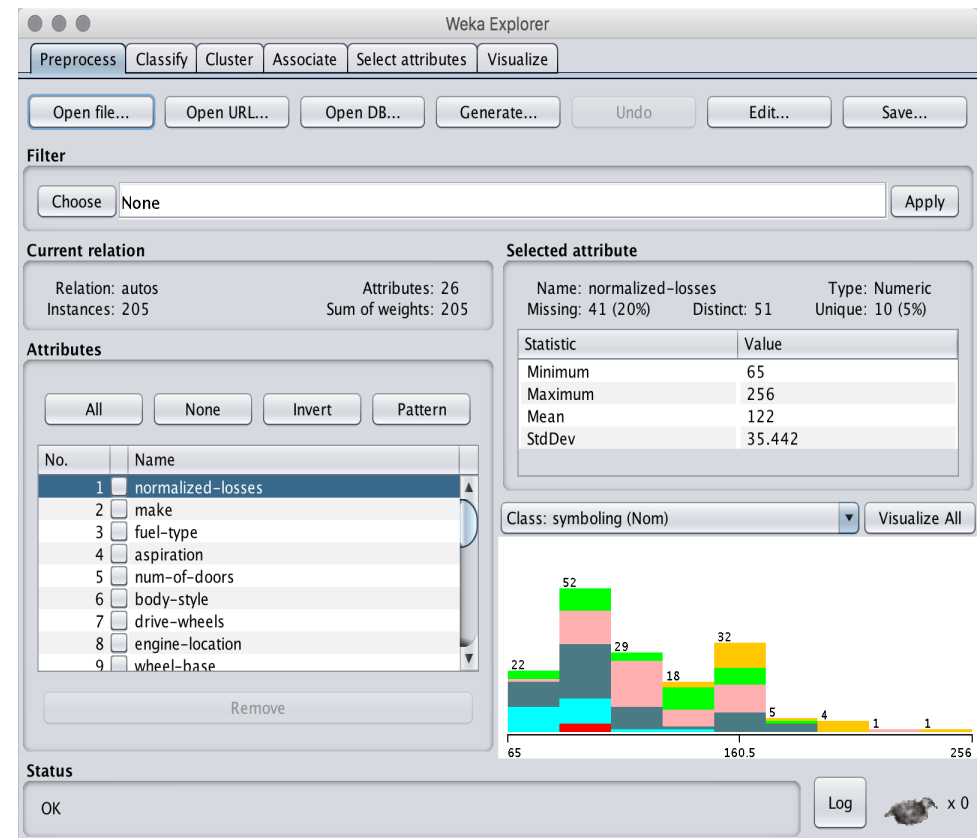 Weka Explorer
Preprocess Classify Cluster Associate Select attributes Visualize
Open file... Open URL... Open DB... Generate... Undo Edit... Save...
Filter
Choose None Apply
Current relation
Relation: autos Attributes: 26
Instances: 205 Sum of weights: 205
Selected attribute
Name: normalized-losses Type: Numeric
Missing: 41 (20%) Distinct: 51 Unique: 10 (5%)
Statistic Value
Minimum 65
Maximum 256
Mean 122
StdDev 35.442
Attributes
All None Invert Pattern
No. Name
1 normalized-losses
2 make
3 fuel-type
4 aspiration
5 num-of-doors
6 body-style
7 drive-wheels
8 engine-location
9 wheel-base
Remove
Class: symboling (Nom) Visualize All
22 52 29 18 32 5 4 1 1
65 160.5 256
Status
OK
Log x 0